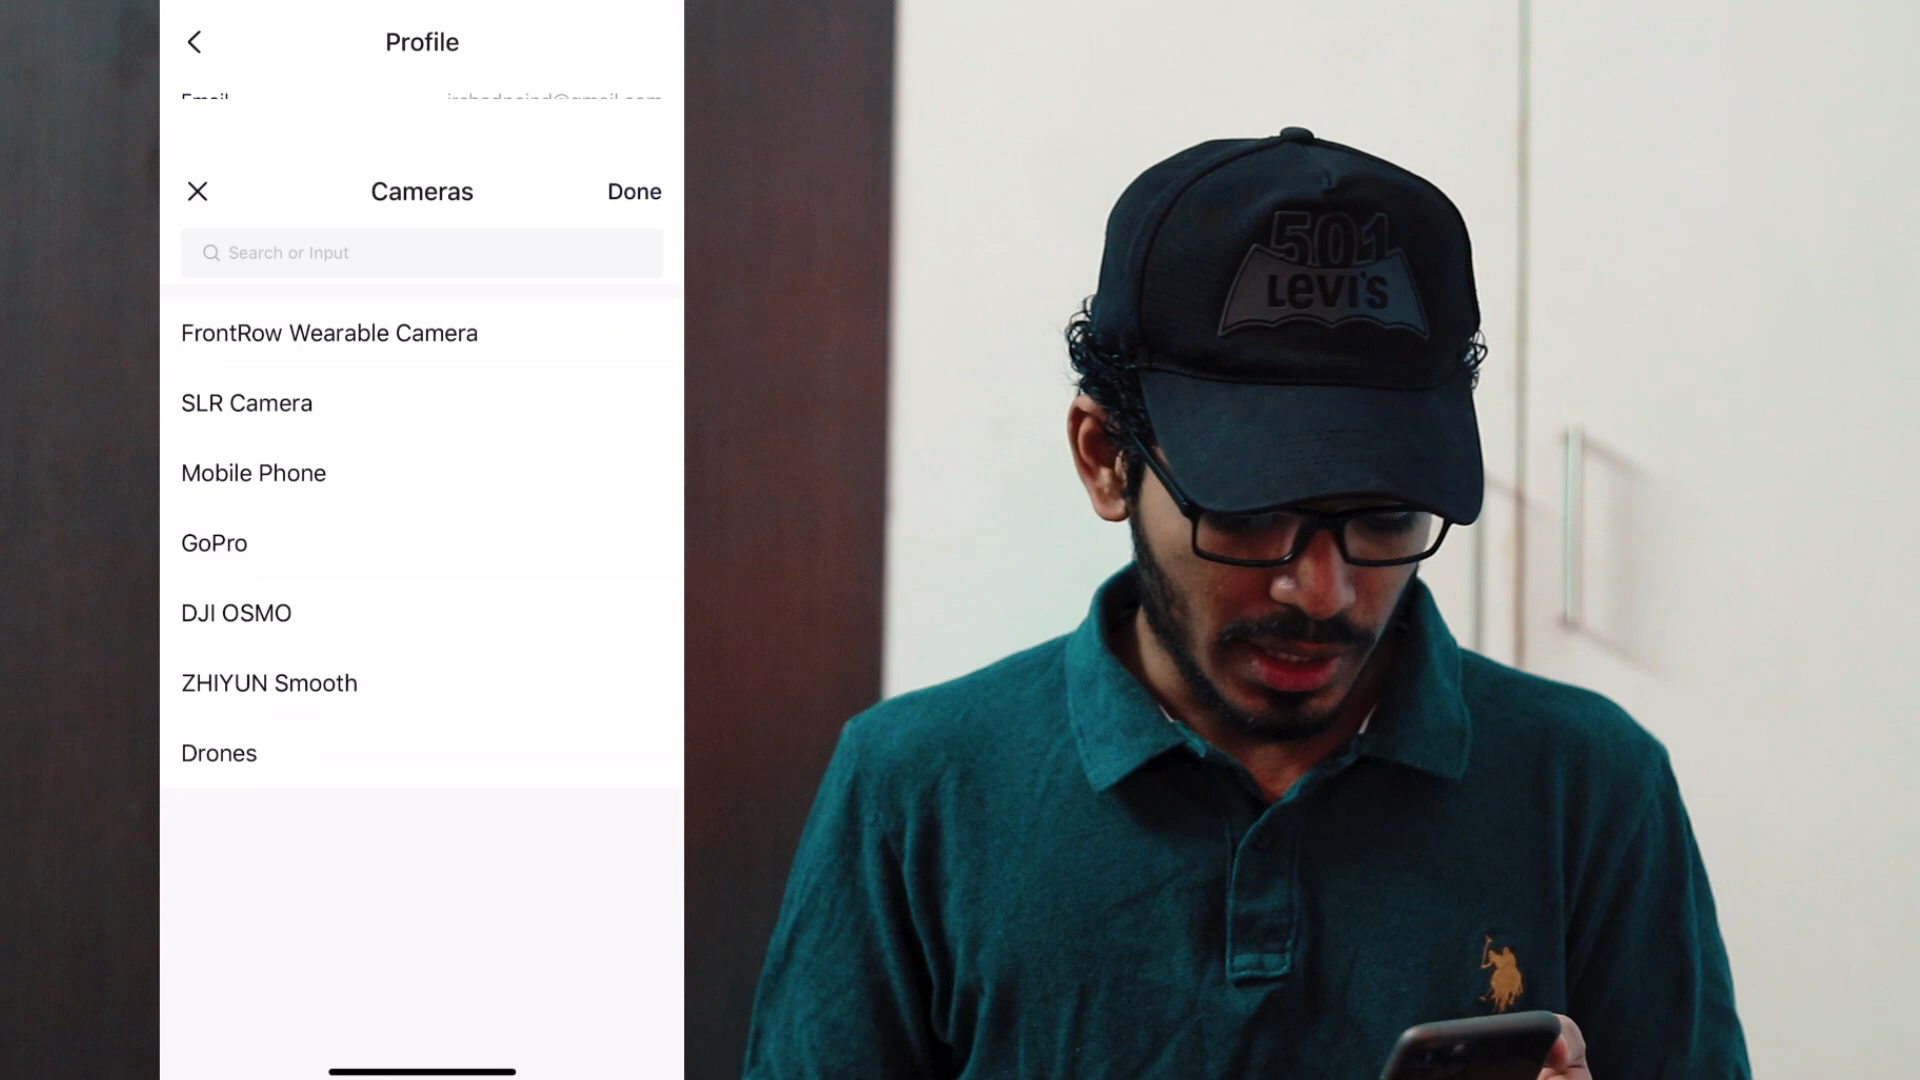 Profile
Email
Cameras
Done
Search or Input
FrontRow Wearable Camera
SLR Camera
Mobile Phone
GoPro
DJI OSMO
ZHIYUN Smooth
Drones
501
Levi's